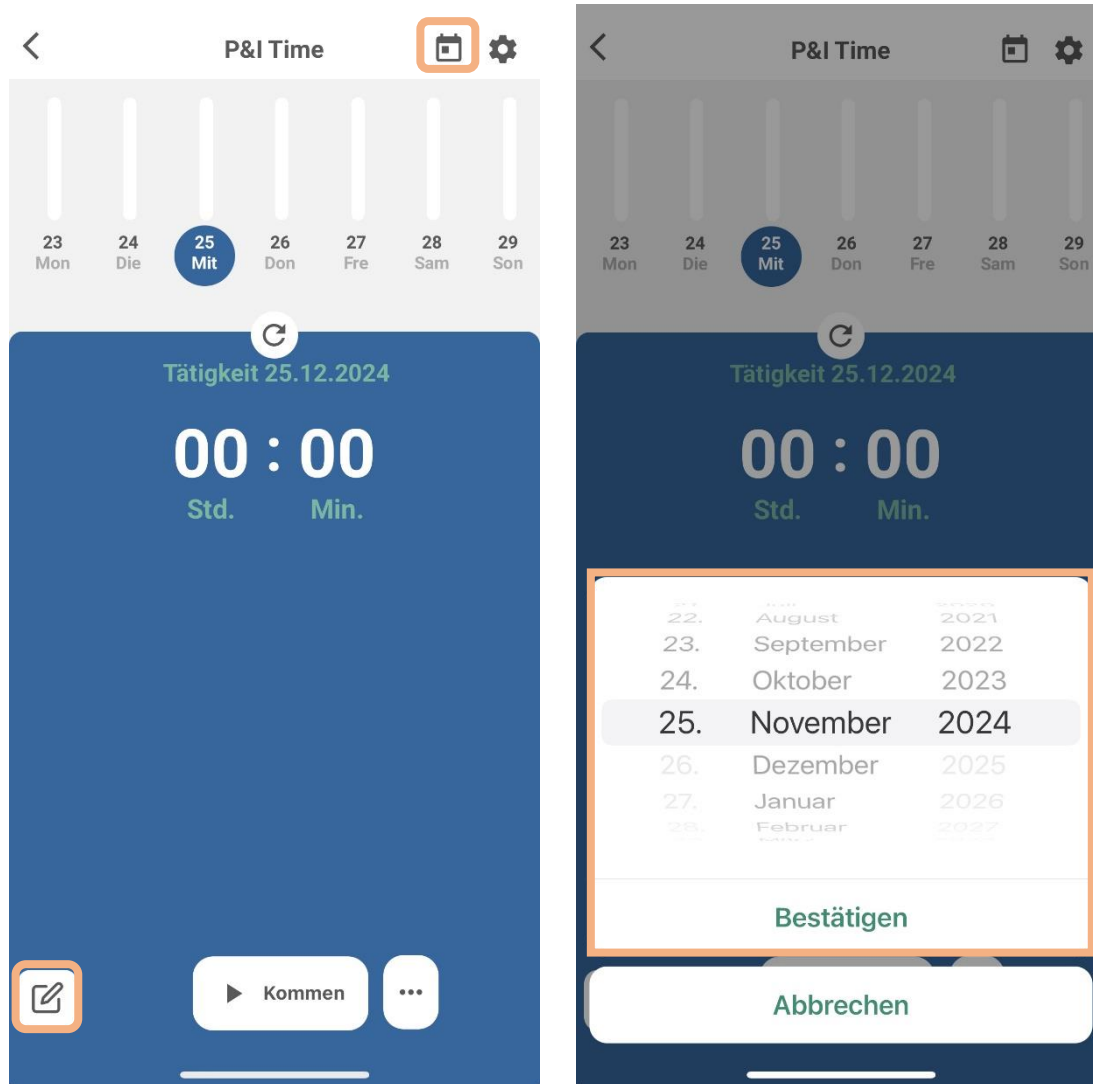 P&I Time
23 24 25 26 27 28 29
Mon Die Mit Don Fre Sam Son
Tätigkeit 25.12.2024
00 : 00
Std. Min.
Kommen
P&I Time
23 24 25 26 27 28 29
Mon Die Mit Don Fre Sam Son
Tätigkeit 25.12.2024
00 : 00
Std. Min.
22. August 2021
23. September 2022
24. Oktober 2023
25. November 2024
26. Dezember 2025
27. Januar 2026
28. Februar 2027
Bestätigen
Abbrechen